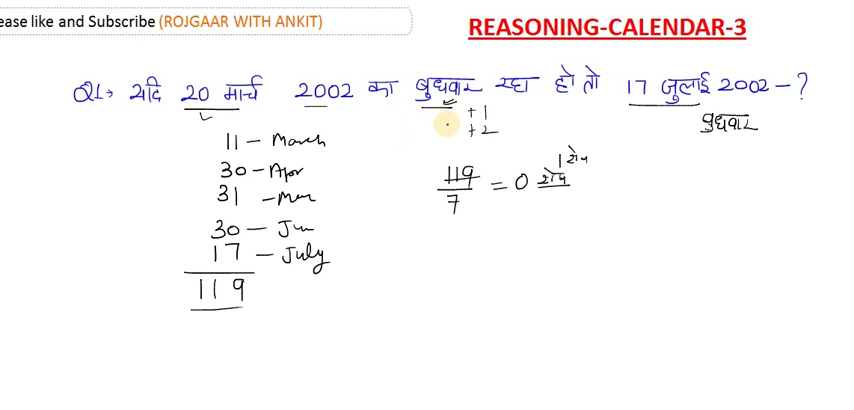 ease like and Subscribe (ROJGAAR WITH ANKIT)
REASONING-CALENDAR-3
Q1→ यदि 20 मार्च 2002 का बुधवार रहा हो तो 17 जुलाई 2002 - ?
बुधवार
+1
+2
11 - March
30 - Apr
31 - May
30 - Jun
17 - July
119
119/7 = 0 शेष
1 शेष